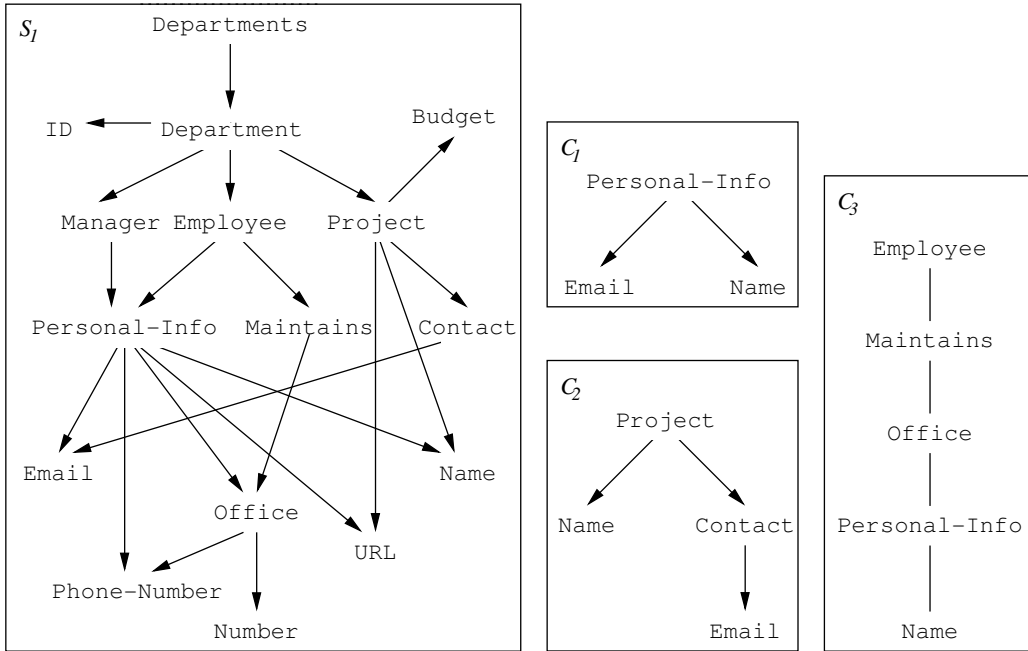 S1
Departments
ID
Department
Budget
Manager
Employee
Project
Personal-Info
Maintains
Contact
Email
Name
Office
URL
Phone-Number
Number
C1
Personal-Info
Email
Name
C2
Project
Name
Contact
Email
C3
Employee
Maintains
Office
Personal-Info
Name